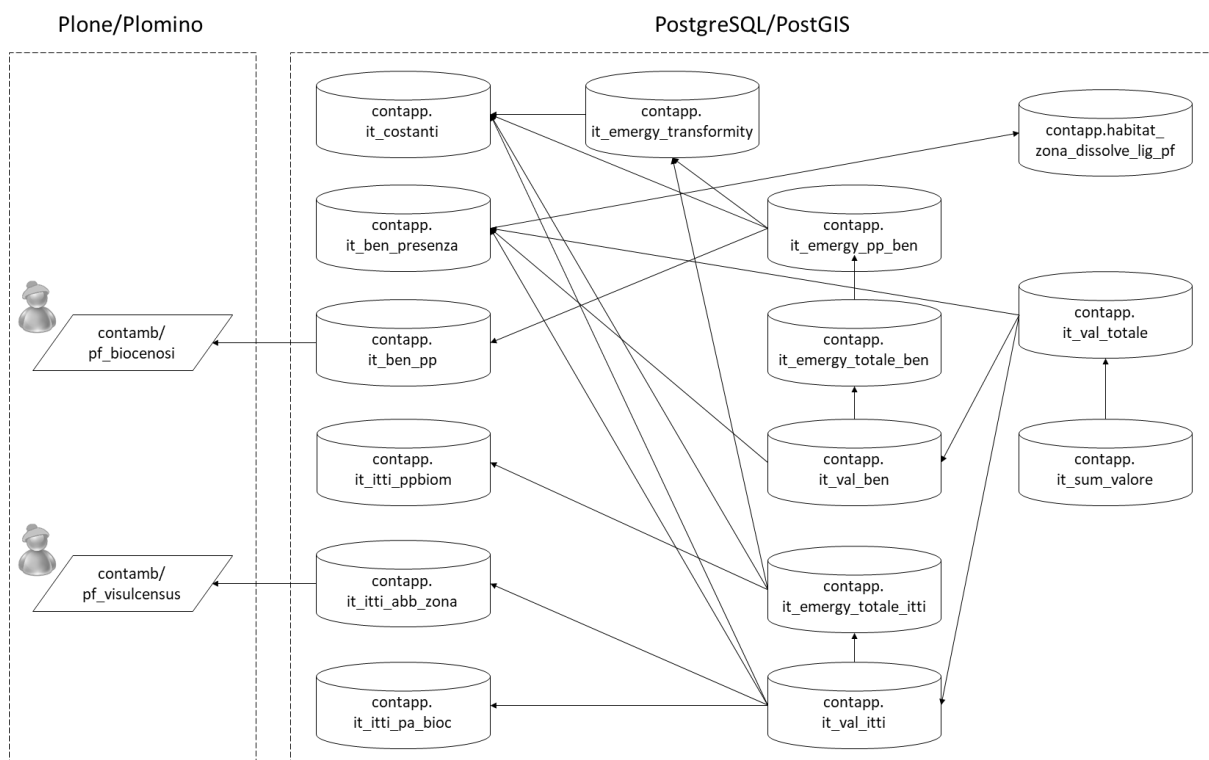 Plone/Plomino
PostgreSQL/PostGIS
contapp.
it_costanti
contapp.
it_emergy_transformity
contapp.habitat_
zona_dissolve_lig_pf
contapp.
it_ben_presenza
contapp.
it_emergy_pp_ben
contamb/
pf_biocenosi
contapp.
it_ben_pp
contapp.
it_emergy_totale_ben
contapp.
it_val_totale
contapp.
it_itti_ppbiom
contapp.
it_val_ben
contapp.
it_sum_valore
contamb/
pf_visulcensus
contapp.
it_itti_abb_zona
contapp.
it_emergy_totale_itti
contapp.
it_itti_pa_bioc
contapp.
it_val_itti